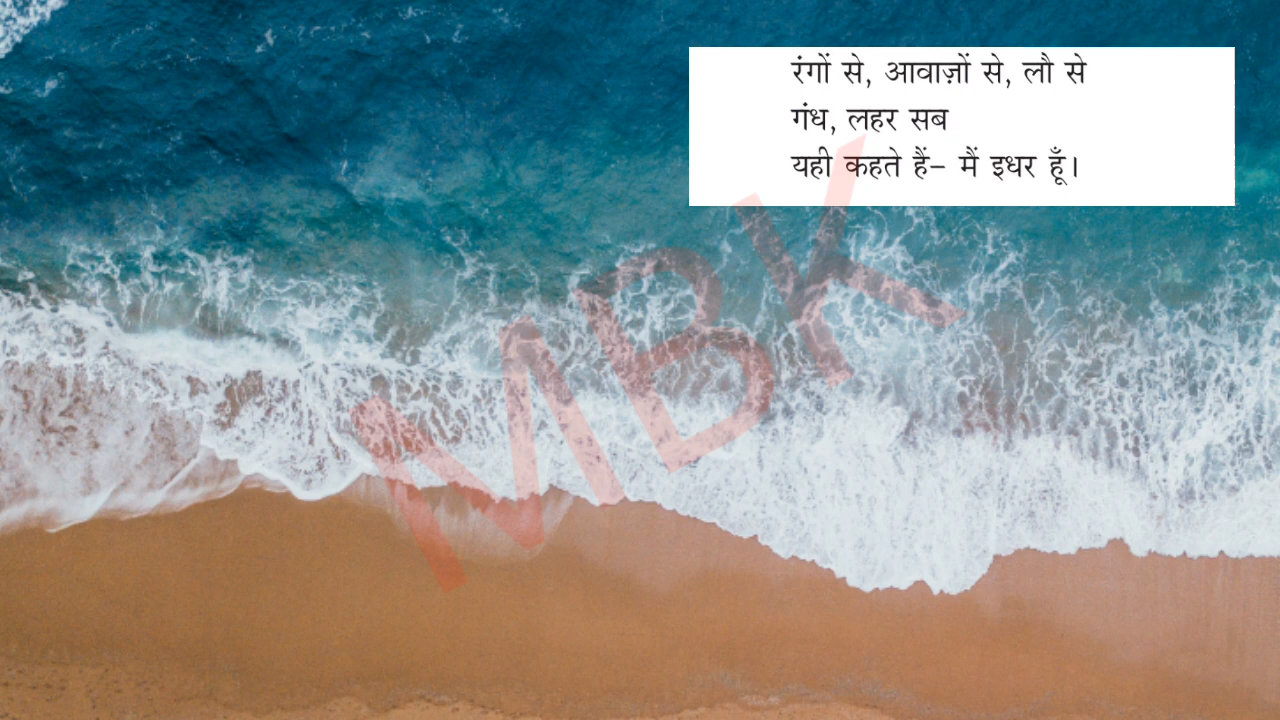 रंगों से, आवाज़ों से, लौ से
गंध, लहर सब
यही कहते हैं– मैं इधर हूँ।
MBK